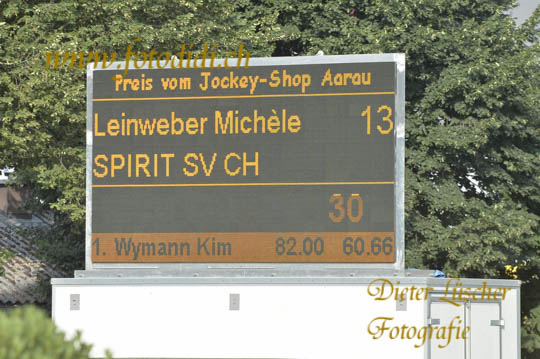 www.fotodidi.ch
Preis vom Jockey-Shop Aarau
Leinweber Michèle 13
SPIRIT SV CH
30
1. Wymann Kim 82.00 60.66
Dieter Lüscher
Fotografie